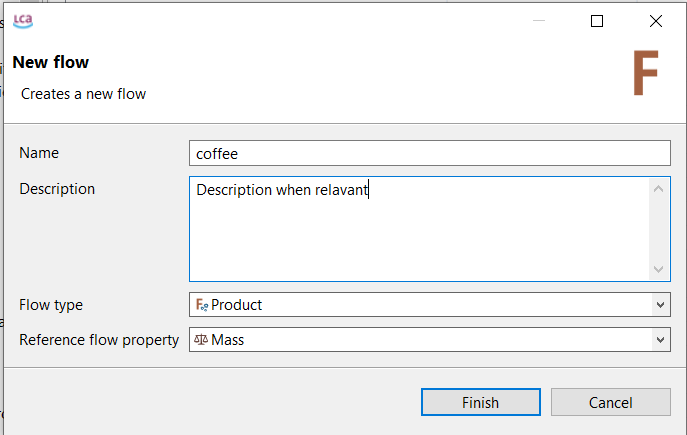 LCA
New flow
Creates a new flow
F
Name
coffee
Description
Description when relavant
Flow type
F Product
Reference flow property
Mass
Finish
Cancel